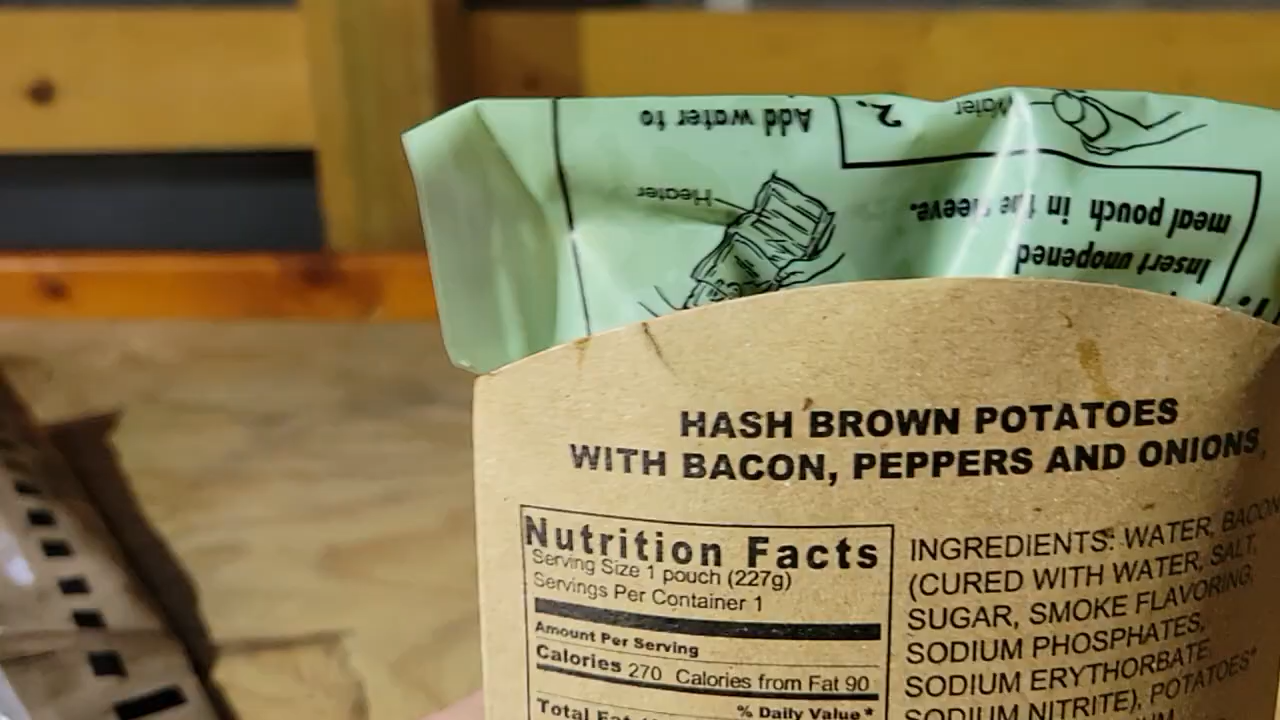 Add water to
2.
Water
Heater
meal pouch in the sleeve.
Insert unopened
HASH BROWN POTATOES
WITH BACON, PEPPERS AND ONIONS,
Nutrition Facts
Serving Size 1 pouch (227g)
Servings Per Container 1
Amount Per Serving
Calories 270 Calories from Fat 90
% Daily Value*
Total
INGREDIENTS: WATER, BACON
(CURED WITH WATER, SALT,
SUGAR, SMOKE FLAVORING,
SODIUM PHOSPHATES,
SODIUM ERYTHORBATE,
SODIUM NITRITE), POTATOES*